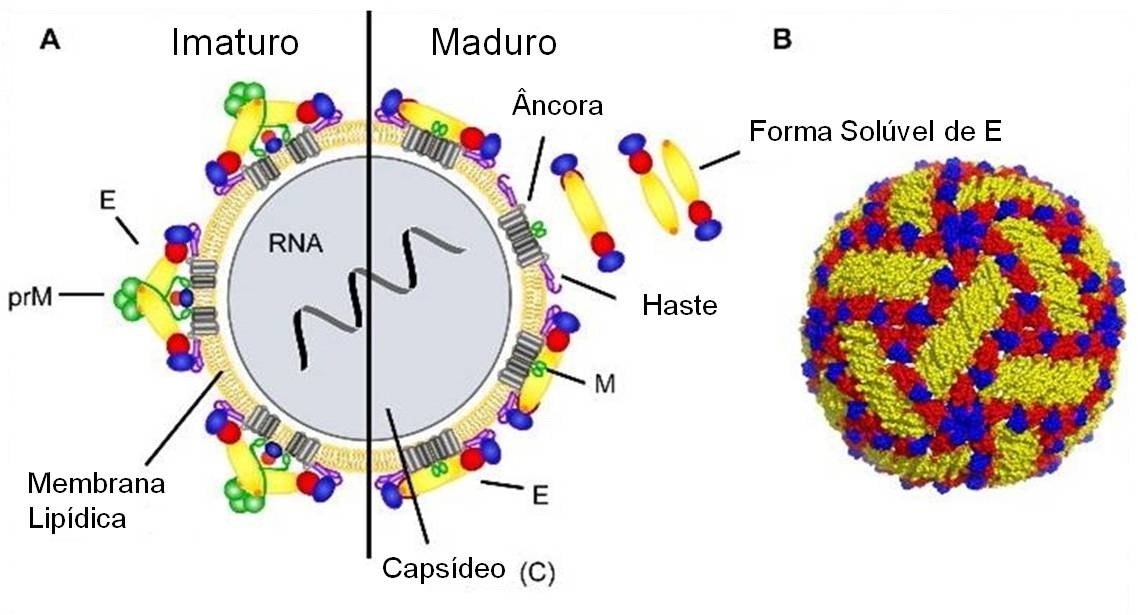 A
Imaturo
Maduro
B
Âncora
Forma Solúvel de E
E
RNA
prM
Haste
M
Membrana
Lipídica
E
Capsídeo (C)